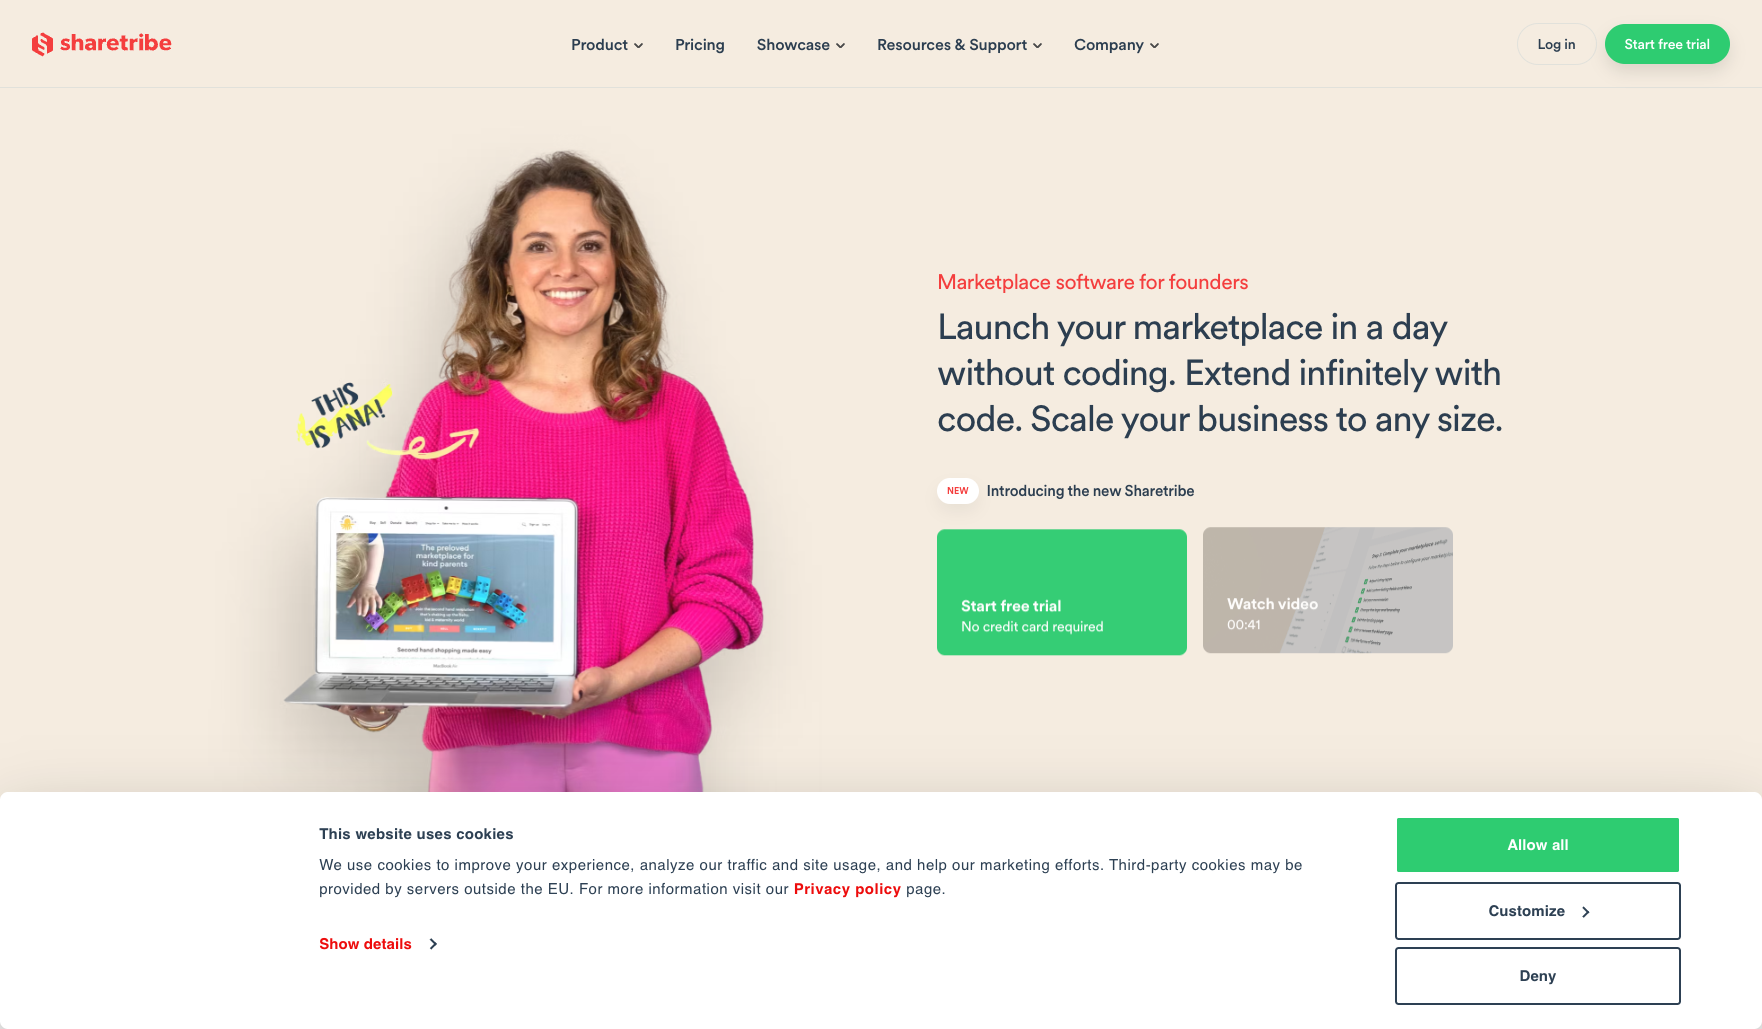 sharetribe
Product
Pricing
Showcase
Resources & Support
Company
Log in
Start free trial
THIS
IS ANA!
The preloved
marketplace for
kind parents
Second hand shopping made easy
MacBook Air
Marketplace software for founders
Launch your marketplace in a day
without coding. Extend infinitely with
code. Scale your business to any size.
NEW Introducing the new Sharetribe
Start free trial
No credit card required
Watch video
00:41
This website uses cookies
We use cookies to improve your experience, analyze our traffic and site usage, and help our marketing efforts. Third-party cookies may be
provided by servers outside the EU. For more information visit our Privacy policy page.
Show details
Allow all
Customize
Deny